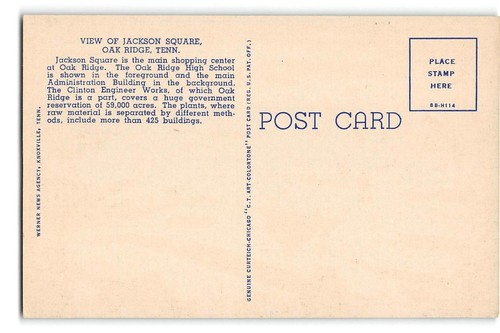 VIEW OF JACKSON SQUARE,
OAK RIDGE, TENN.
Jackson Square is the main shopping center
at Oak Ridge. The Oak Ridge High School
is shown in the foreground and the main
Administration Building in the background.
The Clinton Engineer Works, of which Oak
Ridge is a part, covers a huge government
reservation of 59,000 acres. The plants, where
raw material is separated by different meth-
ods, include more than 425 buildings.
WERNER NEWS AGENCY, KNOXVILLE, TENN.
GENUINE CURTEICH-CHICAGO "C.T. ART-COLORTONE" POST CARD (REG. U.S. PAT. OFF.)
POST CARD
PLACE
STAMP
HERE
8B-H114